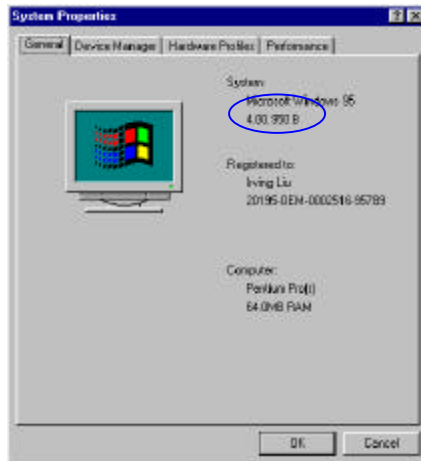 System Properties
General Device Manager Hardware Profiles Performance
System:
Microsoft Windows 95
4.00.950 B
Registered to:
Irving Liu
20195-OEM-0002516-95789
Computer:
Pentium Pro(r)
64.0MB RAM
OK Cancel